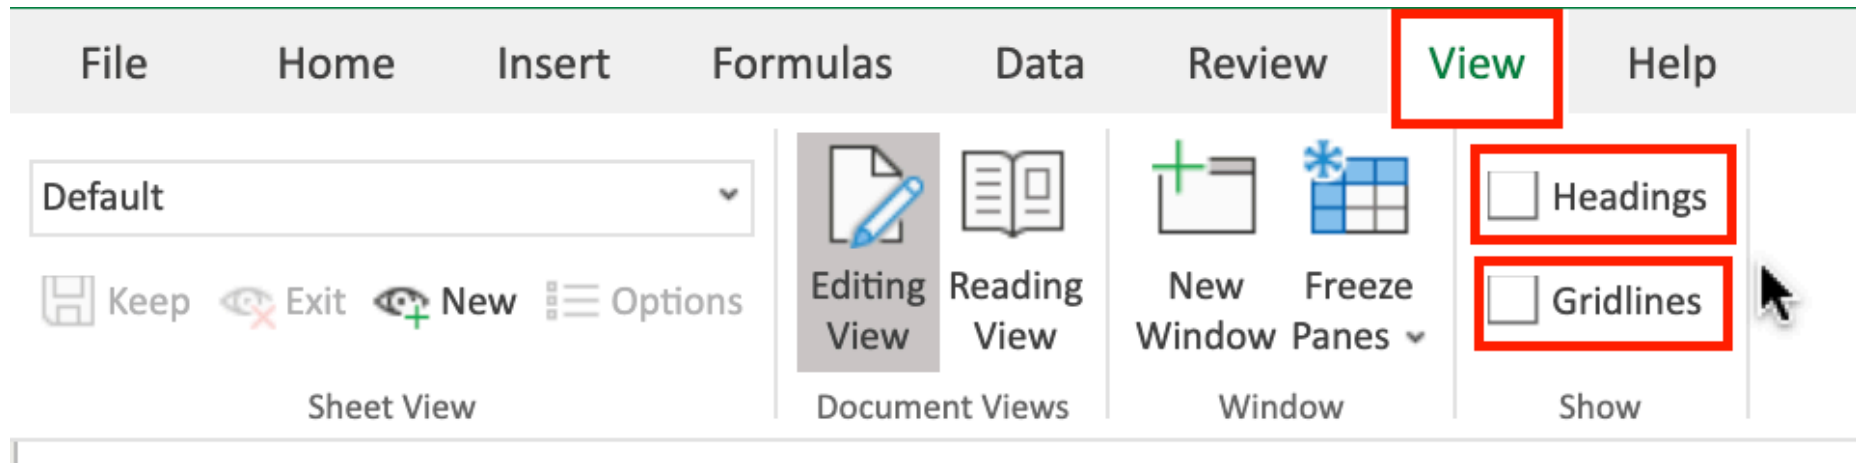 File Home Insert Formulas Data Review View Help
Default
Keep Exit New Options
Sheet View
Editing View
Reading View
Document Views
New Window
Freeze Panes
Window
Headings
Gridlines
Show